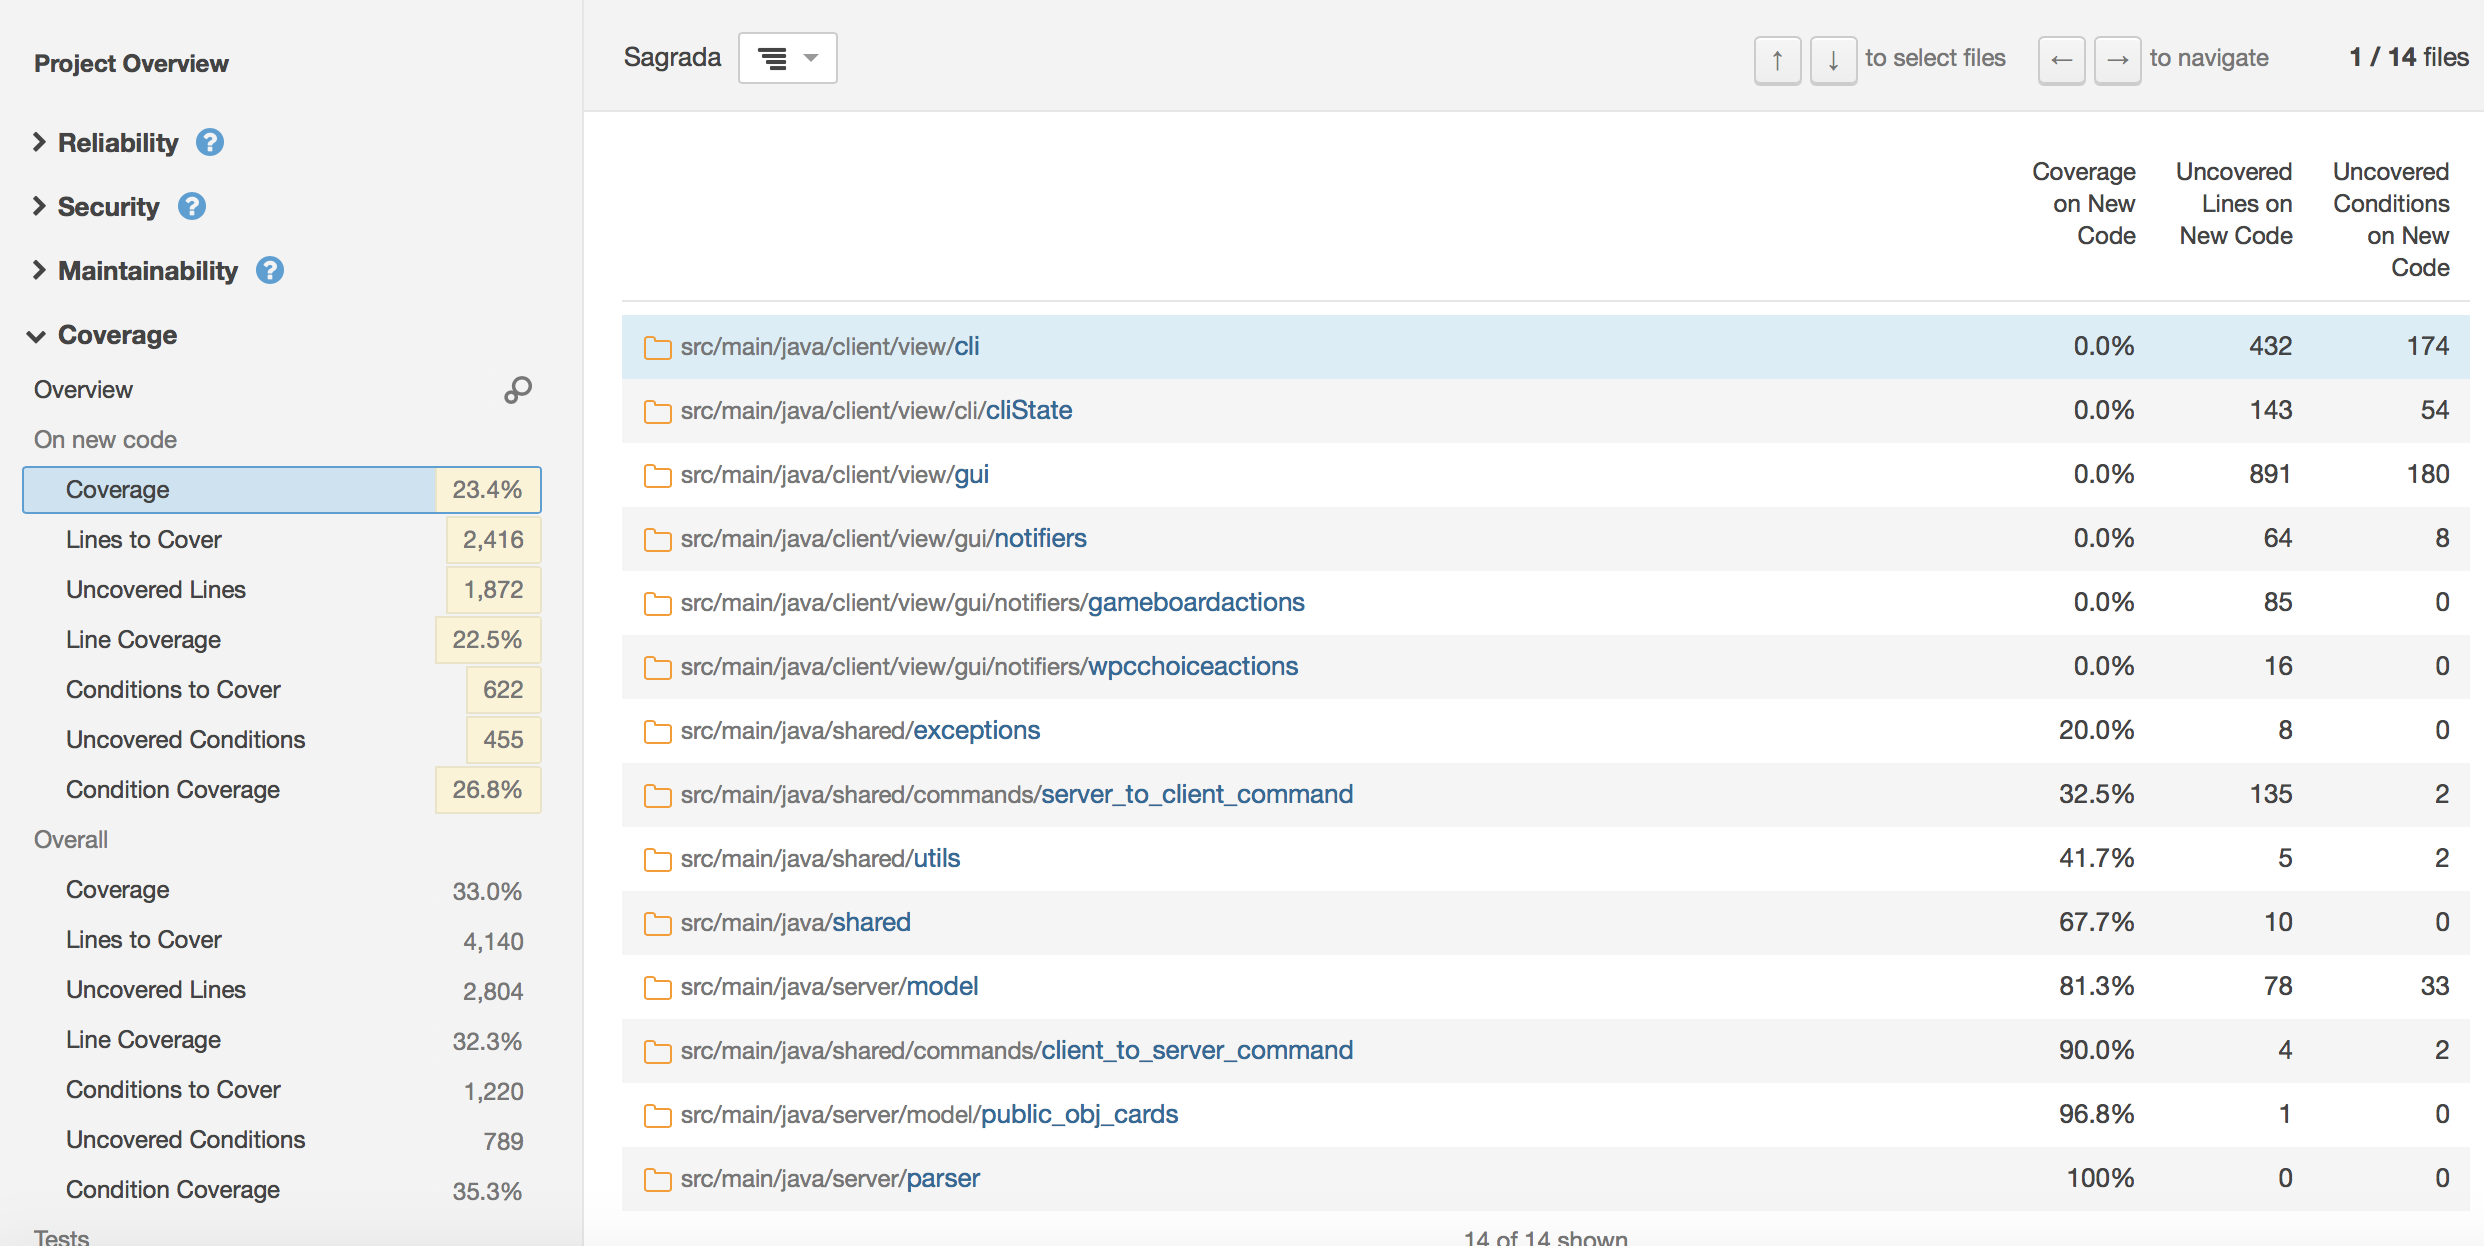 Project Overview
Reliability ?
Security ?
Maintainability ?
Coverage
Overview
On new code
Coverage 23.4%
Lines to Cover 2,416
Uncovered Lines 1,872
Line Coverage 22.5%
Conditions to Cover 622
Uncovered Conditions 455
Condition Coverage 26.8%
Overall
Coverage 33.0%
Lines to Cover 4,140
Uncovered Lines 2,804
Line Coverage 32.3%
Conditions to Cover 1,220
Uncovered Conditions 789
Condition Coverage 35.3%
Tests
Sagrada ↑ ↓ to select files ← → to navigate 1 / 14 files
Coverage Uncovered Uncovered
on New Lines on Conditions
Code New Code on New
Code
src/main/java/client/view/cli 0.0% 432 174
src/main/java/client/view/cli/cliState 0.0% 143 54
src/main/java/client/view/gui 0.0% 891 180
src/main/java/client/view/gui/notifiers 0.0% 64 8
src/main/java/client/view/gui/notifiers/gameboardactions 0.0% 85 0
src/main/java/client/view/gui/notifiers/wpcchoiceactions 0.0% 16 0
src/main/java/shared/exceptions 20.0% 8 0
src/main/java/shared/commands/server_to_client_command 32.5% 135 2
src/main/java/shared/utils 41.7% 5 2
src/main/java/shared 67.7% 10 0
src/main/java/server/model 81.3% 78 33
src/main/java/shared/commands/client_to_server_command 90.0% 4 2
src/main/java/server/model/public_obj_cards 96.8% 1 0
src/main/java/server/parser 100% 0 0
14 of 14 shown